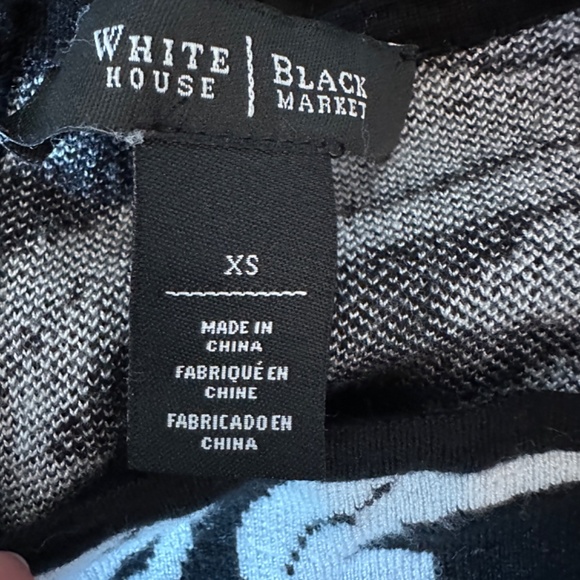 WHITE HOUSE | BLACK MARKET
XS
MADE IN
CHINA
FABRIQUÉ EN
CHINE
FABRICADO EN
CHINA